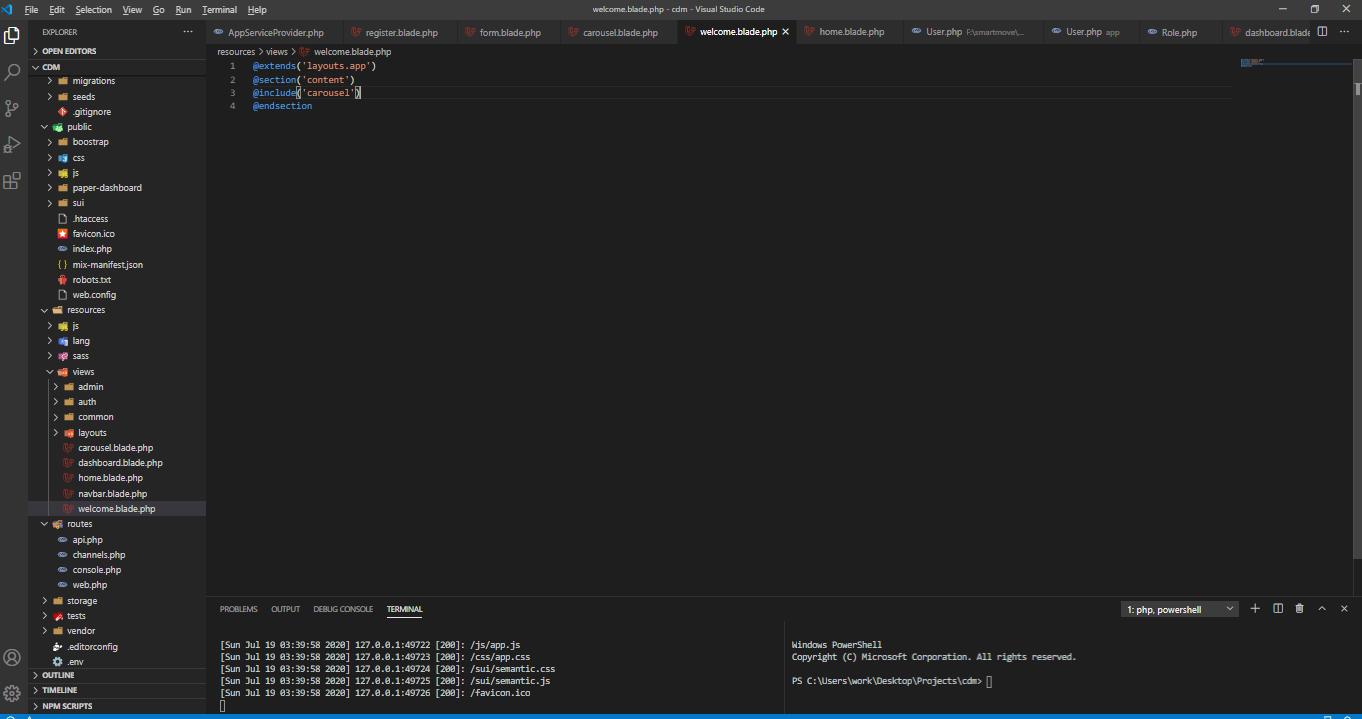 File Edit Selection View Go Run Terminal Help
welcome.blade.php - cdm - Visual Studio Code
EXPLORER
OPEN EDITORS
CDM
migrations
seeds
.gitignore
public
boostrap
css
js
paper-dashboard
sui
.htaccess
favicon.ico
index.php
mix-manifest.json
robots.txt
web.config
resources
js
lang
sass
views
admin
auth
common
layouts
carousel.blade.php
dashboard.blade.php
home.blade.php
navbar.blade.php
welcome.blade.php
routes
api.php
channels.php
console.php
web.php
storage
tests
vendor
.editorconfig
.env
OUTLINE
TIMELINE
NPM SCRIPTS
AppServiceProvider.php register.blade.php form.blade.php carousel.blade.php welcome.blade.php home.blade.php User.php F:\smartmove\... User.php app Role.php dashboard.blade
resources > views > welcome.blade.php
1 @extends('layouts.app')
2 @section('content')
3 @include('carousel')
4 @endsection
PROBLEMS OUTPUT DEBUG CONSOLE TERMINAL
1: php, powershell
[Sun Jul 19 03:39:58 2020] 127.0.0.1:49722 [200]: /js/app.js
[Sun Jul 19 03:39:58 2020] 127.0.0.1:49723 [200]: /css/app.css
[Sun Jul 19 03:39:58 2020] 127.0.0.1:49724 [200]: /sui/semantic.css
[Sun Jul 19 03:39:58 2020] 127.0.0.1:49725 [200]: /sui/semantic.js
[Sun Jul 19 03:39:58 2020] 127.0.0.1:49726 [200]: /favicon.ico
Windows PowerShell
Copyright (C) Microsoft Corporation. All rights reserved.
PS C:\Users\work\Desktop\Projects\cdm>